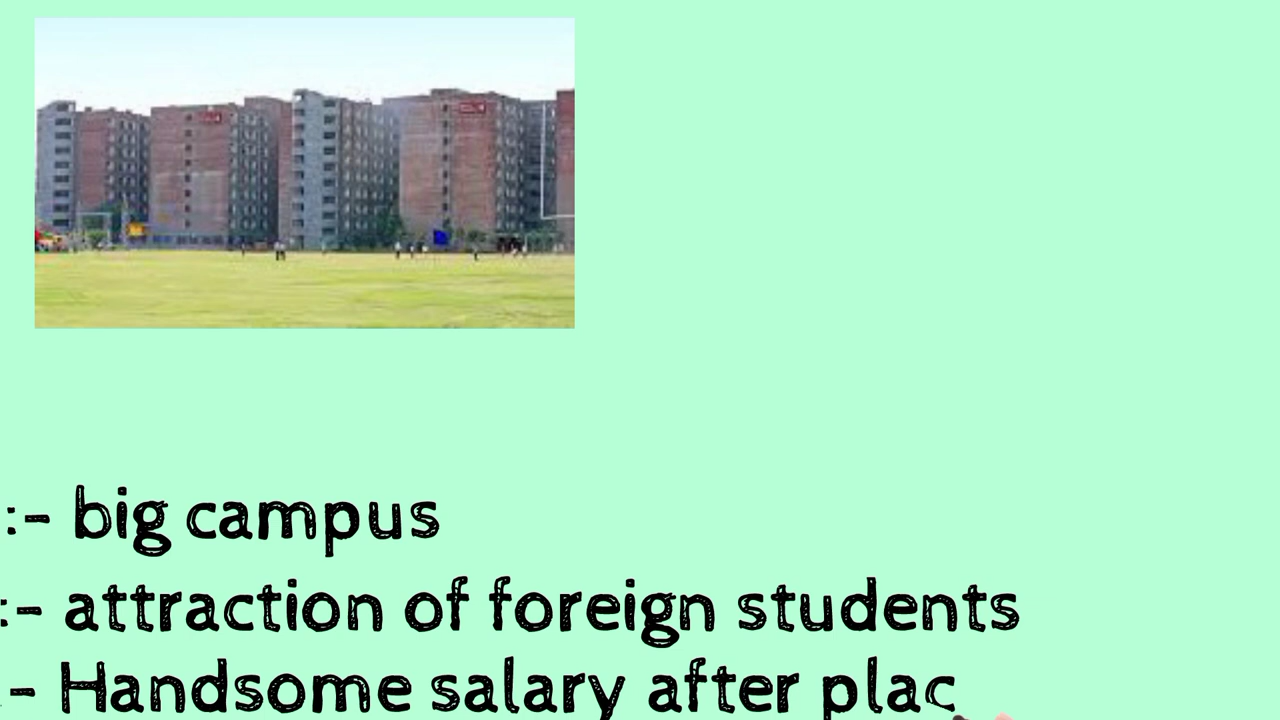 :- big campus
:- attraction of foreign students
- Handsome salary after plac